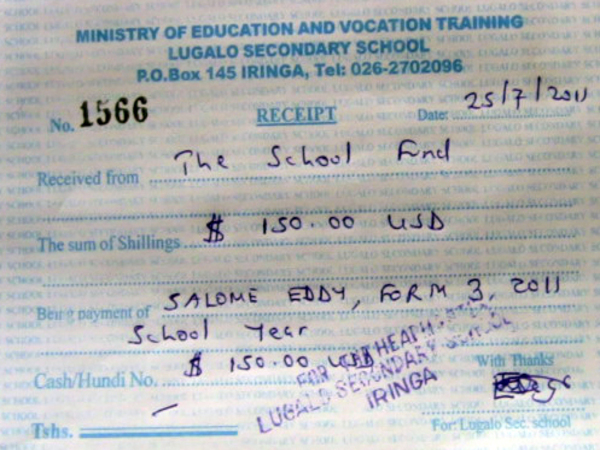 MINISTRY OF EDUCATION AND VOCATION TRAINING
LUGALO SECONDARY SCHOOL
P.O.Box 145 IRINGA, Tel: 026-2702096
No. 1566 RECEIPT Date: 25/7/2011
Received from The School Fund
The sum of Shillings $ 150.00 USD
Being payment of SALOME EDDY, FORM 3, 2011
School Year
Cash/Hundi No. $ 150.00 USD With Thanks
FOR
LUGALO SECONDARY SCHOOL
IRINGA
Tshs. For: Lugalo Sec. school